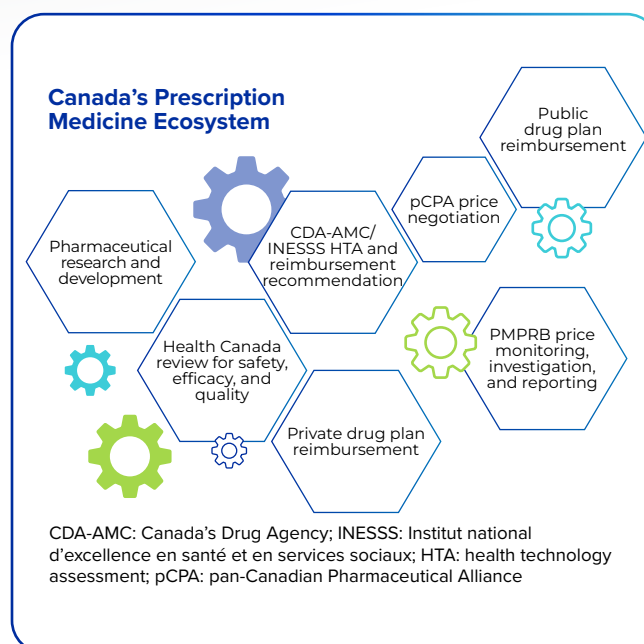 Canada's Prescription
Medicine Ecosystem
Public
drug plan
reimbursement
pCPA price
negotiation
CDA-AMC/
INESSS HTA and
reimbursement
recommendation
Pharmaceutical
research and
development
Health Canada
review for safety,
efficacy, and
quality
PMPRB price
monitoring,
investigation,
and reporting
Private drug plan
reimbursement
CDA-AMC: Canada's Drug Agency; INESSS: Institut national
d'excellence en santé et en services sociaux; HTA: health technology
assessment; pCPA: pan-Canadian Pharmaceutical Alliance